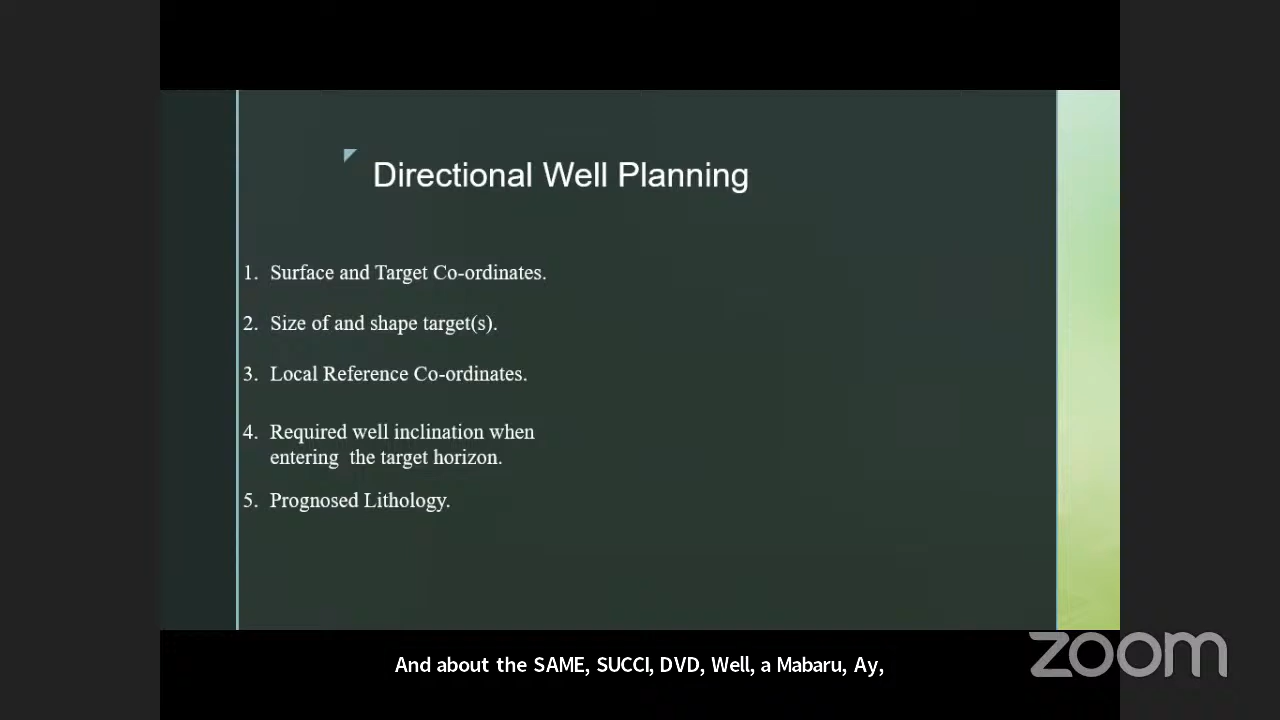 Directional Well Planning
1. Surface and Target Co-ordinates.
2. Size of and shape target(s).
3. Local Reference Co-ordinates.
4. Required well inclination when
entering the target horizon.
5. Prognosed Lithology.
And about the SAME, SUCCI, DVD, Well, a Mabaru, Ay,
zoom